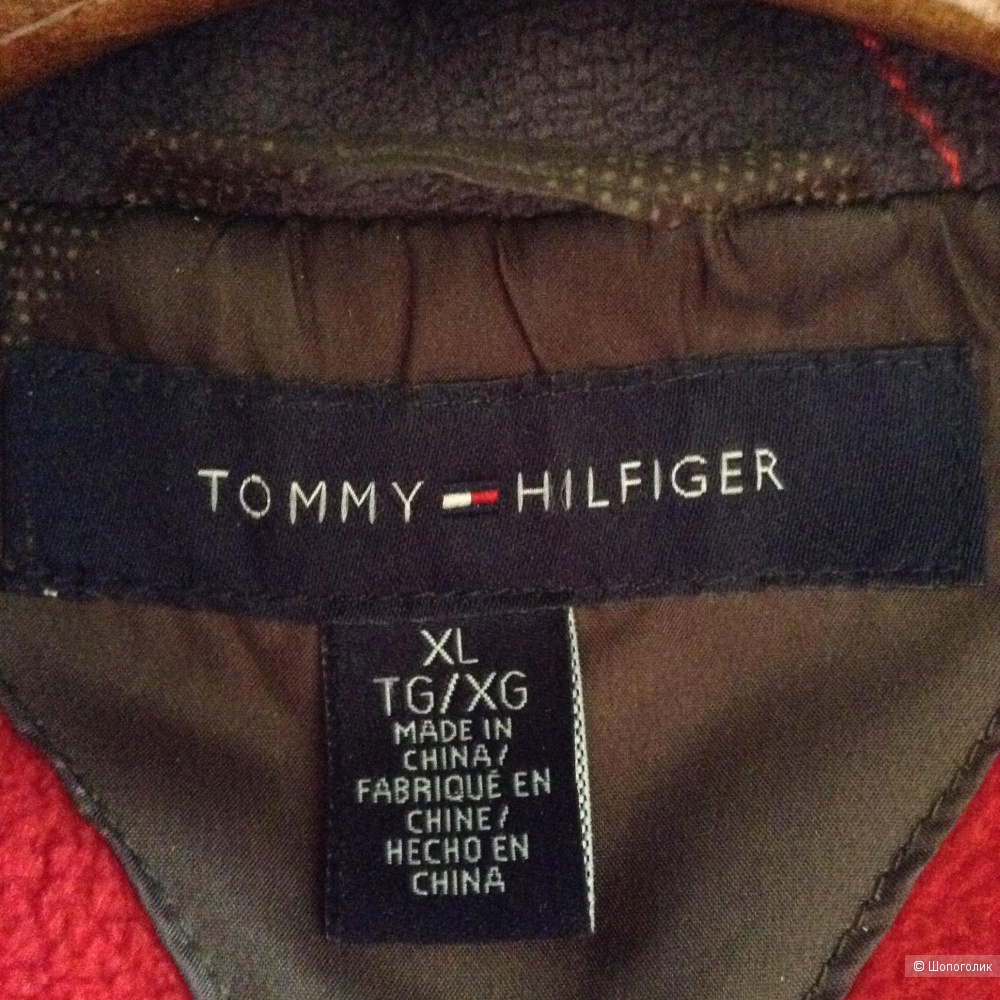 TOMMY HILFIGER
XL
TG/XG
MADE IN
CHINA/
FABRIQUÉ EN
CHINE/
HECHO EN
CHINA
© Шопоголик